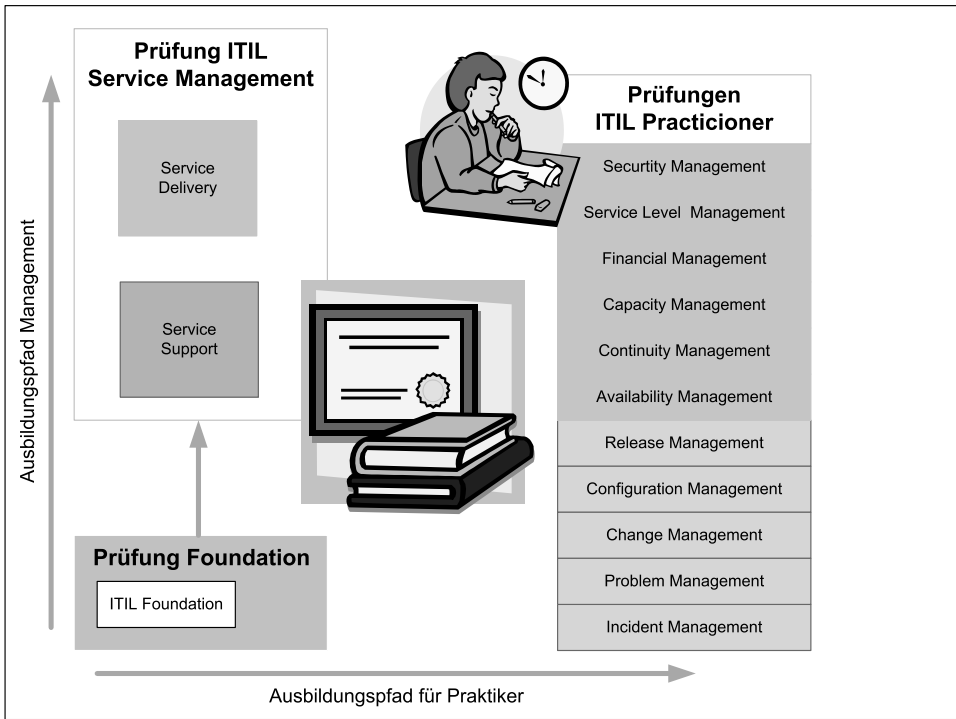 Prüfung ITIL
Service Management
Service
Delivery
Service
Support
Prüfung Foundation
ITIL Foundation
Ausbildungspfad Management
Ausbildungspfad für Praktiker
Prüfungen
ITIL Practicioner
Securtity Management
Service Level Management
Financial Management
Capacity Management
Continuity Management
Availability Management
Release Management
Configuration Management
Change Management
Problem Management
Incident Management